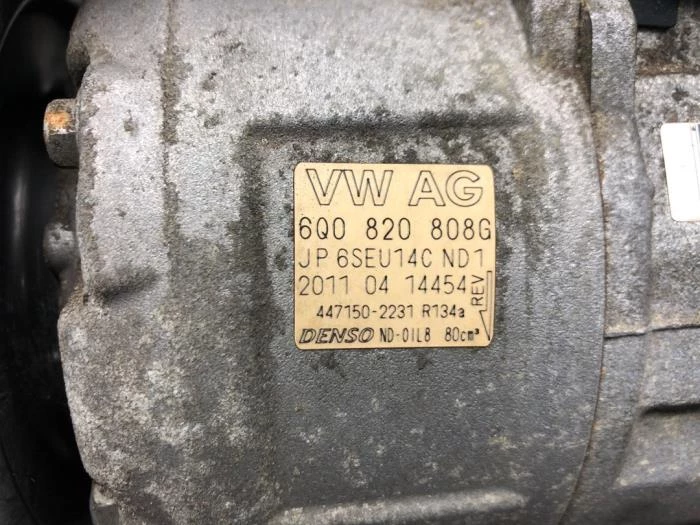 VW AG
6Q0 820 808G
JP 6SEU14C ND1
2011 04 14454
REV
447150-2231 R134a
DENSO ND-OIL8 80cm³